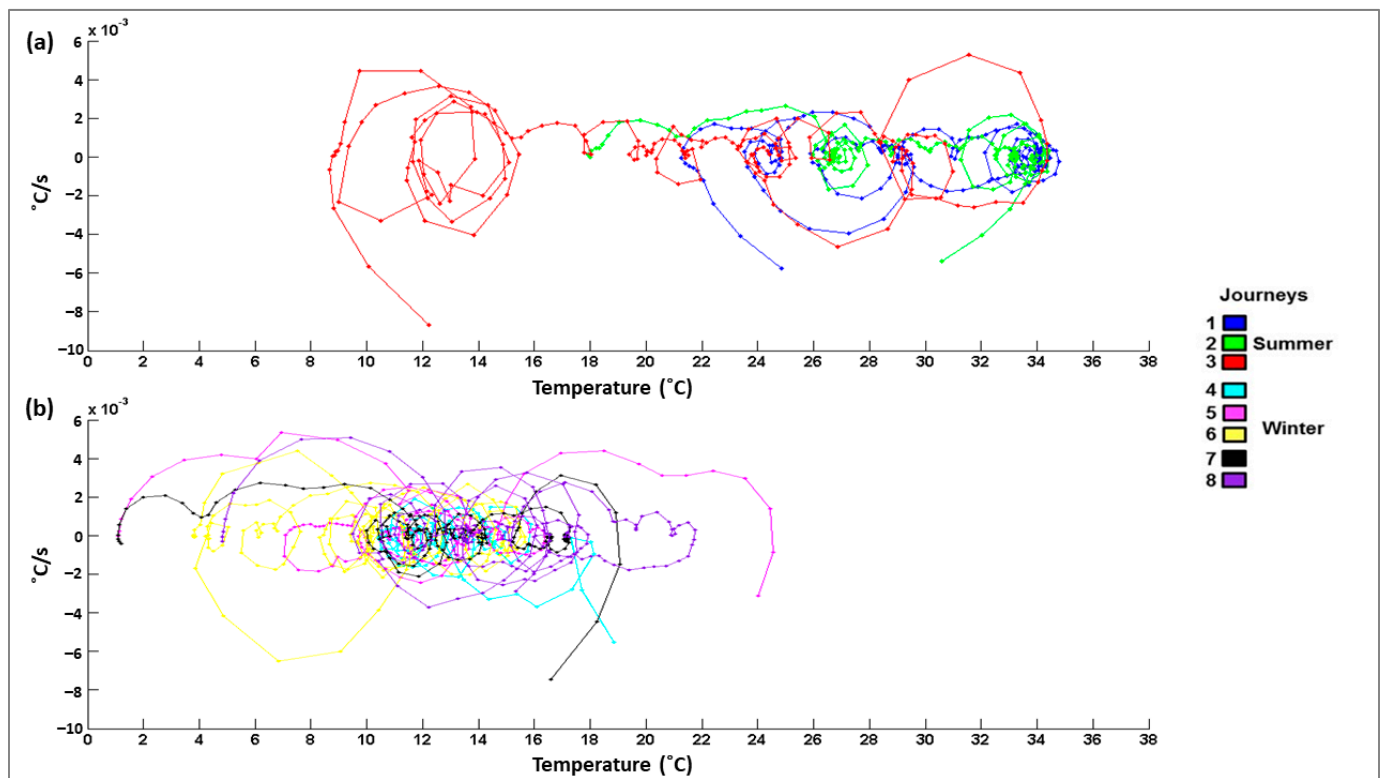 (a)
x 10⁻³
6
4
2
0
−2
−4
−6
−8
−10
°C/s
0 2 4 6 8 10 12 14 16 18 20 22 24 26 28 30 32 34 36 38
Temperature (°C)
(b)
x 10⁻³
6
4
2
0
−2
−4
−6
−8
−10
°C/s
0 2 4 6 8 10 12 14 16 18 20 22 24 26 28 30 32 34 36 38
Temperature (°C)
Journeys
1
2 Summer
3
4
5
6 Winter
7
8